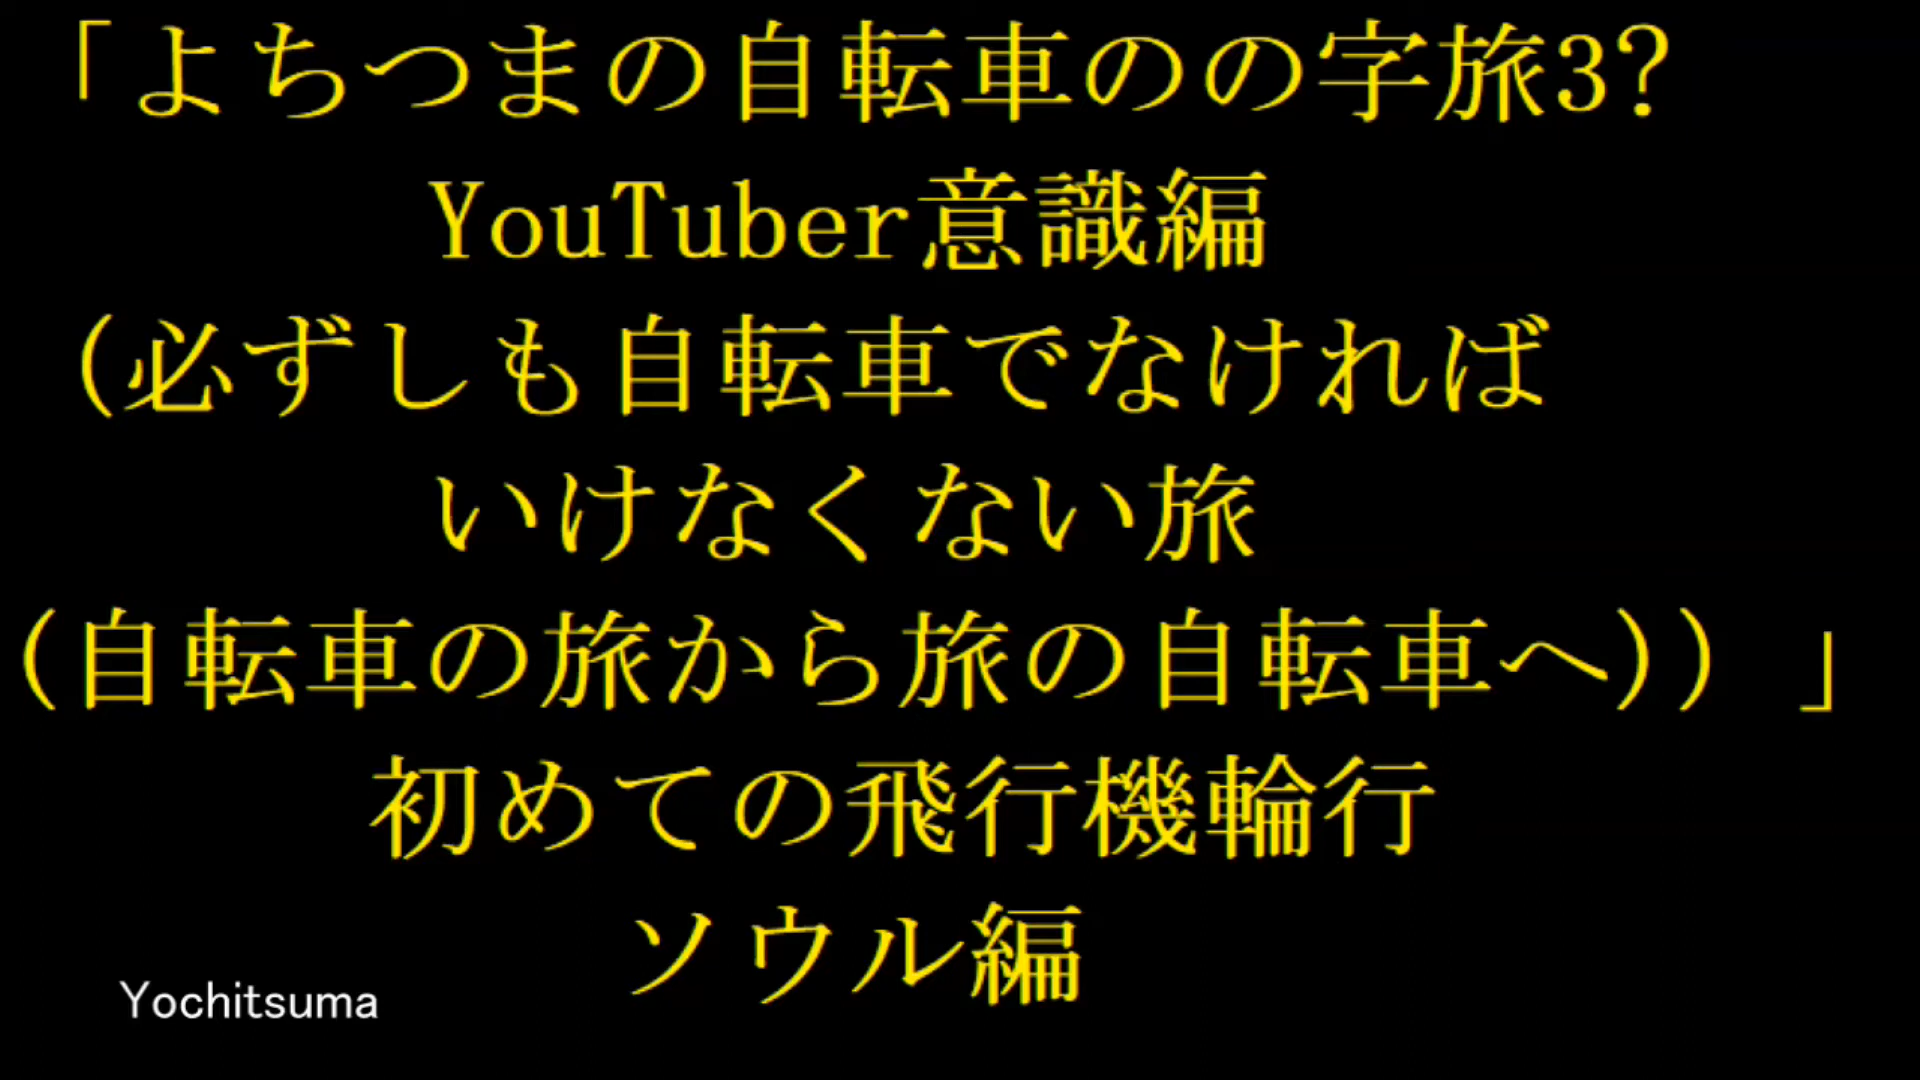 「よちつまの自転車のの字旅3?
YouTuber意識編
(必ずしも自転車でなければ
いけなくない旅
(自転車の旅から旅の自転車へ))」
初めての飛行機輪行
ソウル編
Yochitsuma